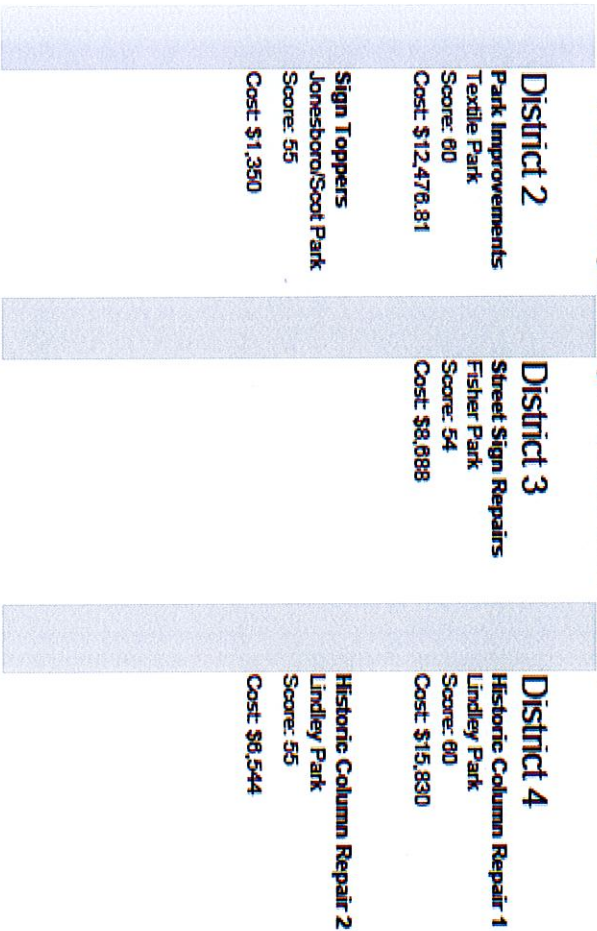 District 2
Park Improvements
Textile Park
Score: 60
Cost: $12,476.81
Sign Toppers
Jonesboro/Scot Park
Score: 55
Cost: $1,350
District 3
Street Sign Repairs
Fisher Park
Score: 54
Cost: $8,688
District 4
Historic Column Repair 1
Lindley Park
Score: 60
Cost: $15,830
Historic Column Repair 2
Lindley Park
Score: 55
Cost: $6,544